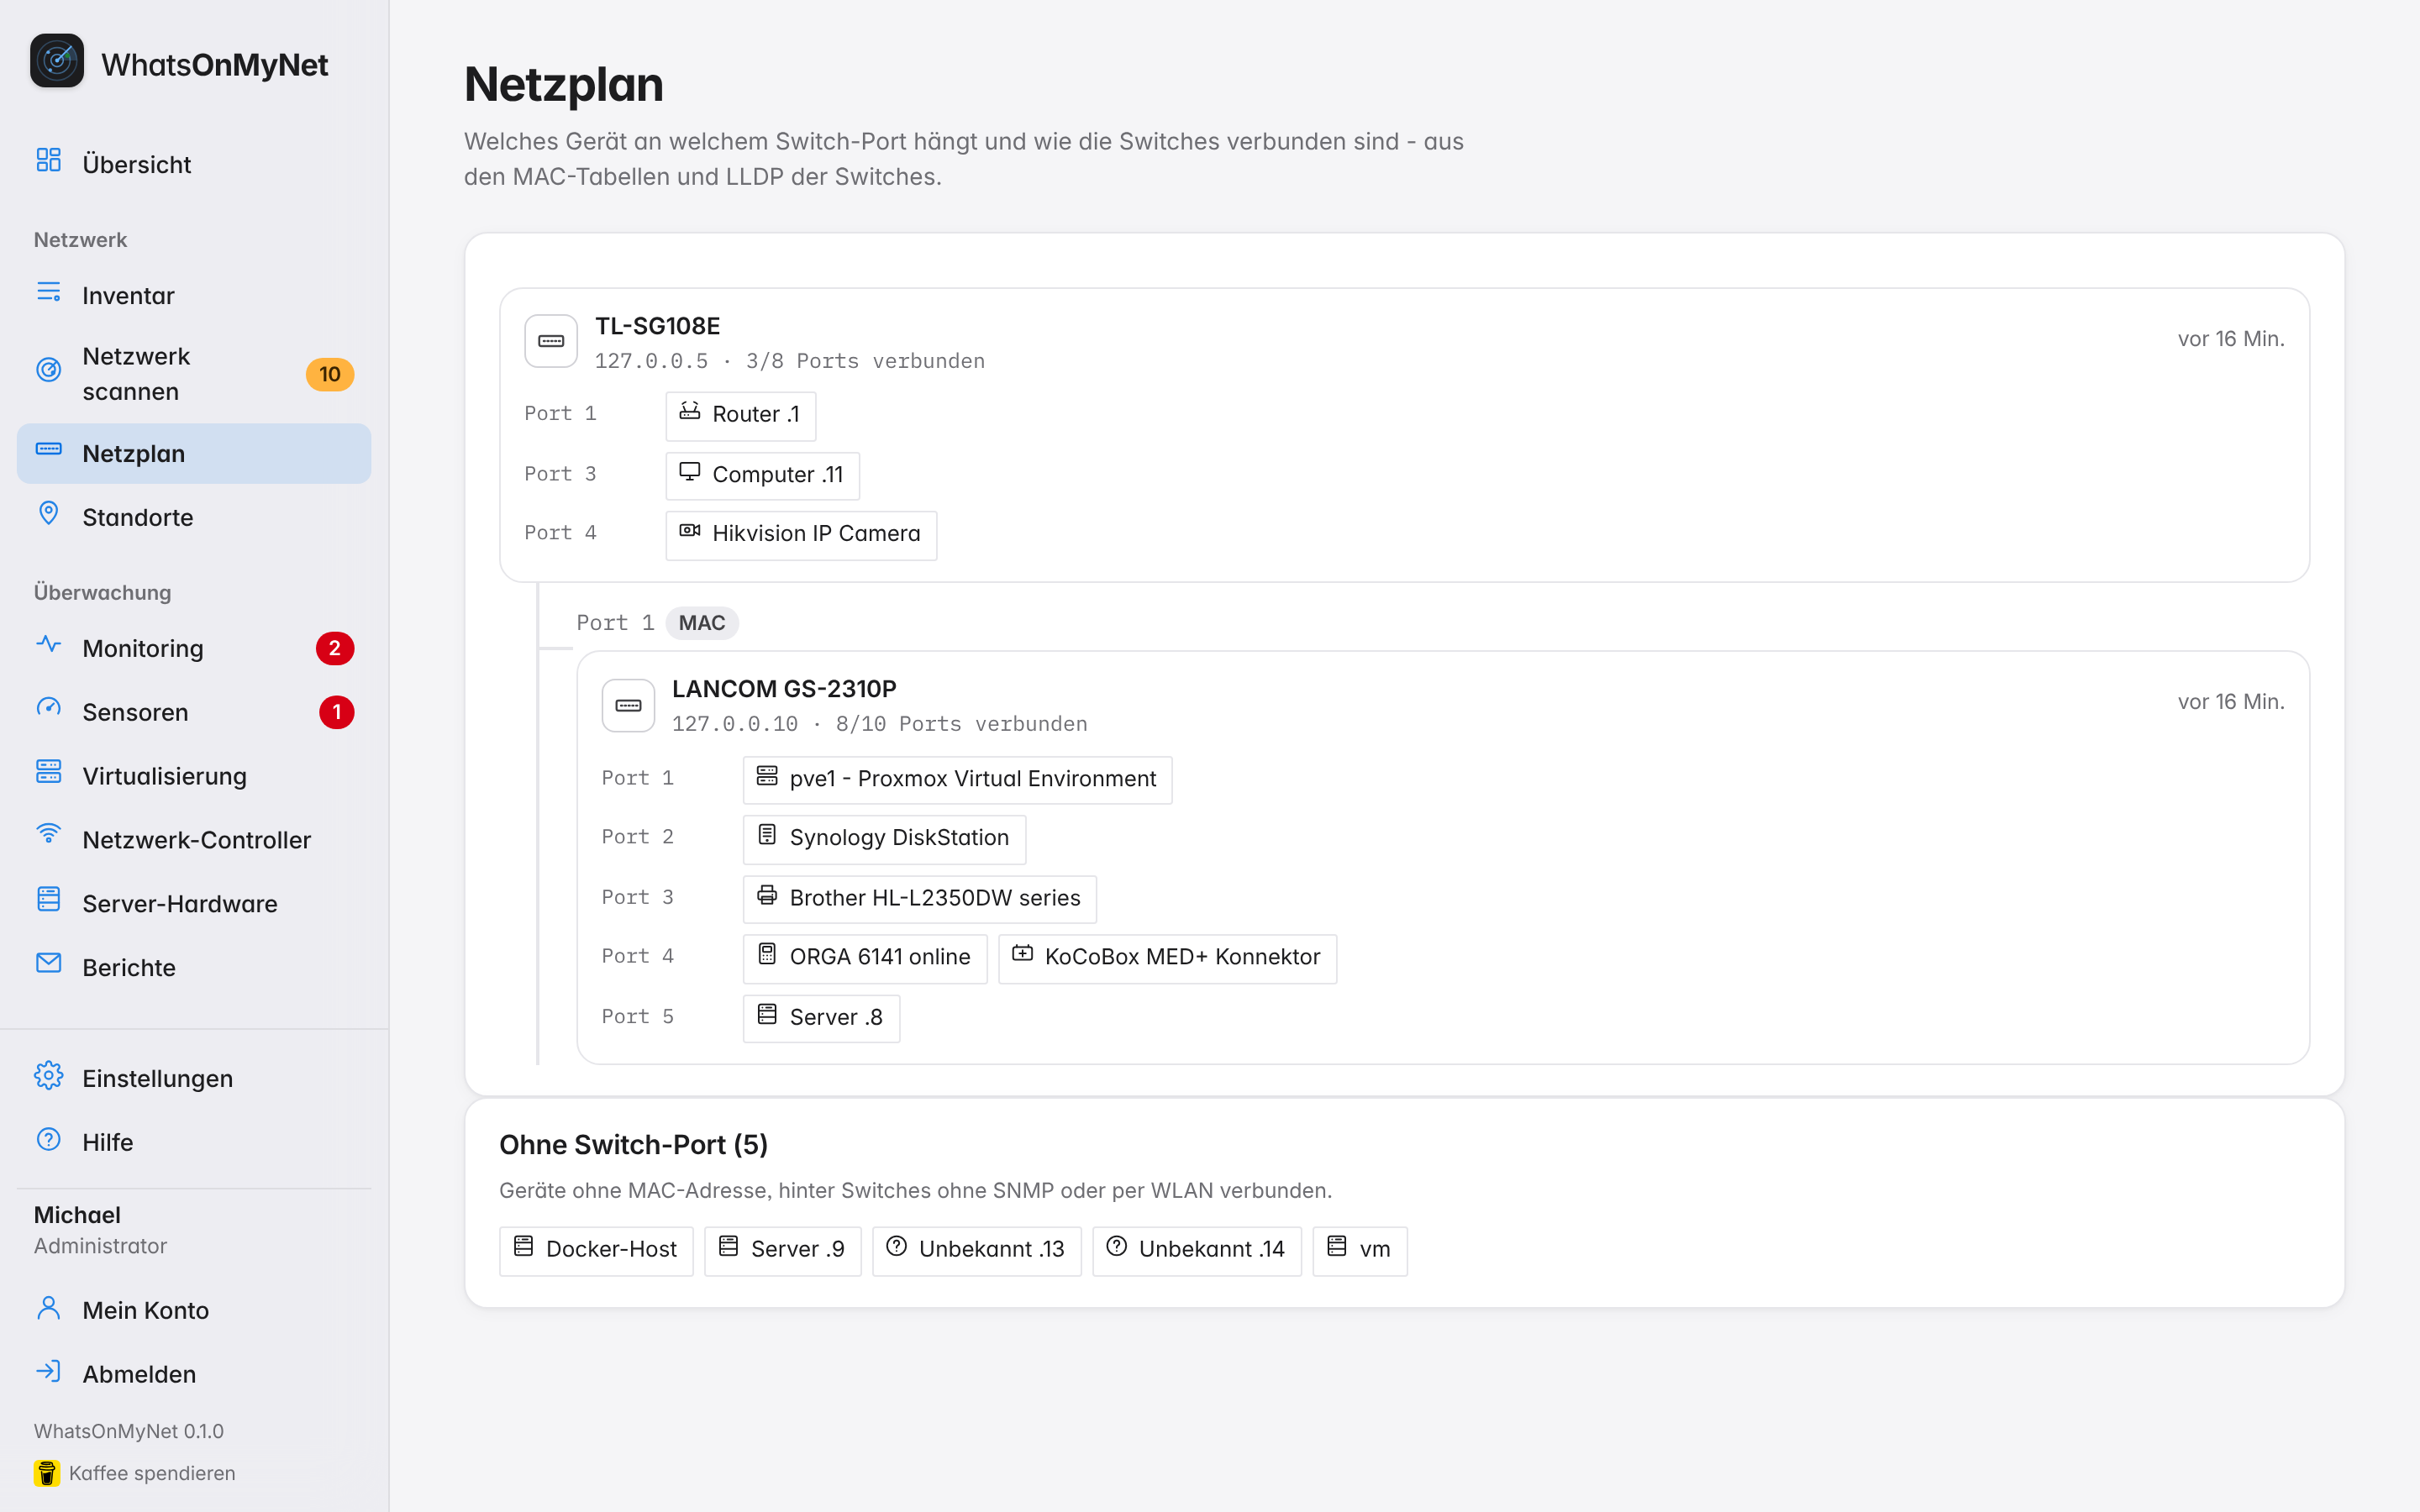 WhatsOnMyNet
Übersicht
Netzwerk
Inventar
Netzwerk
scannen
10
Netzplan
Standorte
Überwachung
Monitoring
2
Sensoren
1
Virtualisierung
Netzwerk-Controller
Server-Hardware
Berichte
Einstellungen
Hilfe
Michael
Administrator
Mein Konto
Abmelden
WhatsOnMyNet 0.1.0
Kaffee spendieren
Netzplan
Welches Gerät an welchem Switch-Port hängt und wie die Switches verbunden sind - aus
den MAC-Tabellen und LLDP der Switches.
TL-SG108E
vor 16 Min.
127.0.0.5 · 3/8 Ports verbunden
Port 1 Router .1
Port 3 Computer .11
Port 4 Hikvision IP Camera
Port 1 MAC
LANCOM GS-2310P
vor 16 Min.
127.0.0.10 · 8/10 Ports verbunden
Port 1 pve1 - Proxmox Virtual Environment
Port 2 Synology DiskStation
Port 3 Brother HL-L2350DW series
Port 4 ORGA 6141 online KoCoBox MED+ Konnektor
Port 5 Server .8
Ohne Switch-Port (5)
Geräte ohne MAC-Adresse, hinter Switches ohne SNMP oder per WLAN verbunden.
Docker-Host Server .9 Unbekannt .13 Unbekannt .14 vm